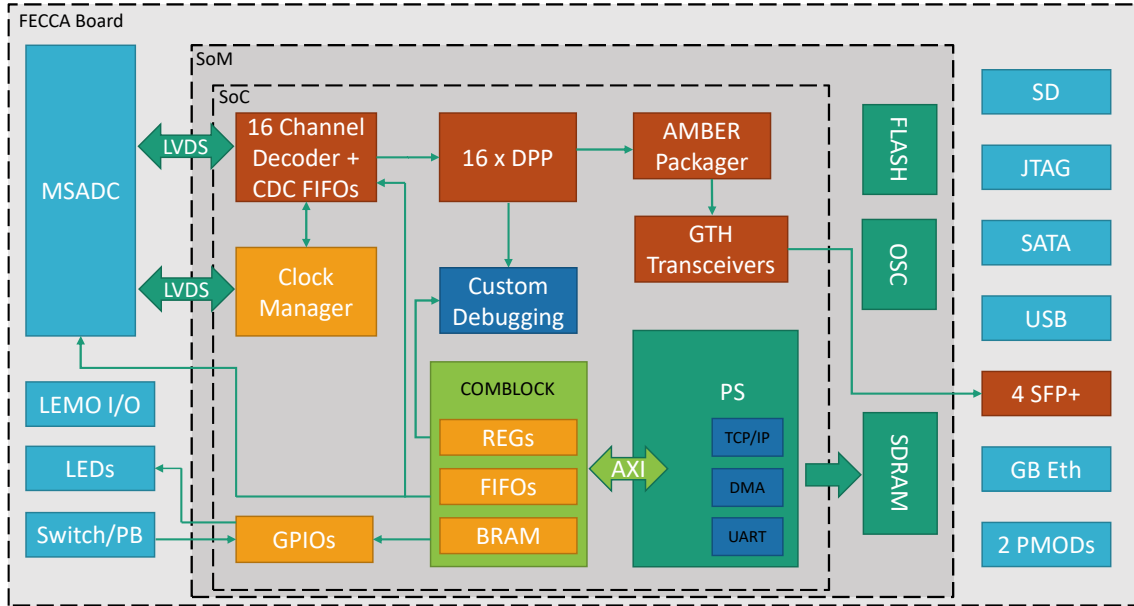 FECCA Board
SoM
SoC
MSADC
LVDS
16 Channel
Decoder +
CDC FIFOs
16 x DPP
AMBER
Packager
GTH
Transceivers
LVDS
Clock
Manager
Custom
Debugging
COMBLOCK
REGs
FIFOs
BRAM
AXI
PS
TCP/IP
DMA
UART
LEMO I/O
LEDs
Switch/PB
GPIOs
FLASH
OSC
SDRAM
SD
JTAG
SATA
USB
4 SFP+
GB Eth
2 PMODs